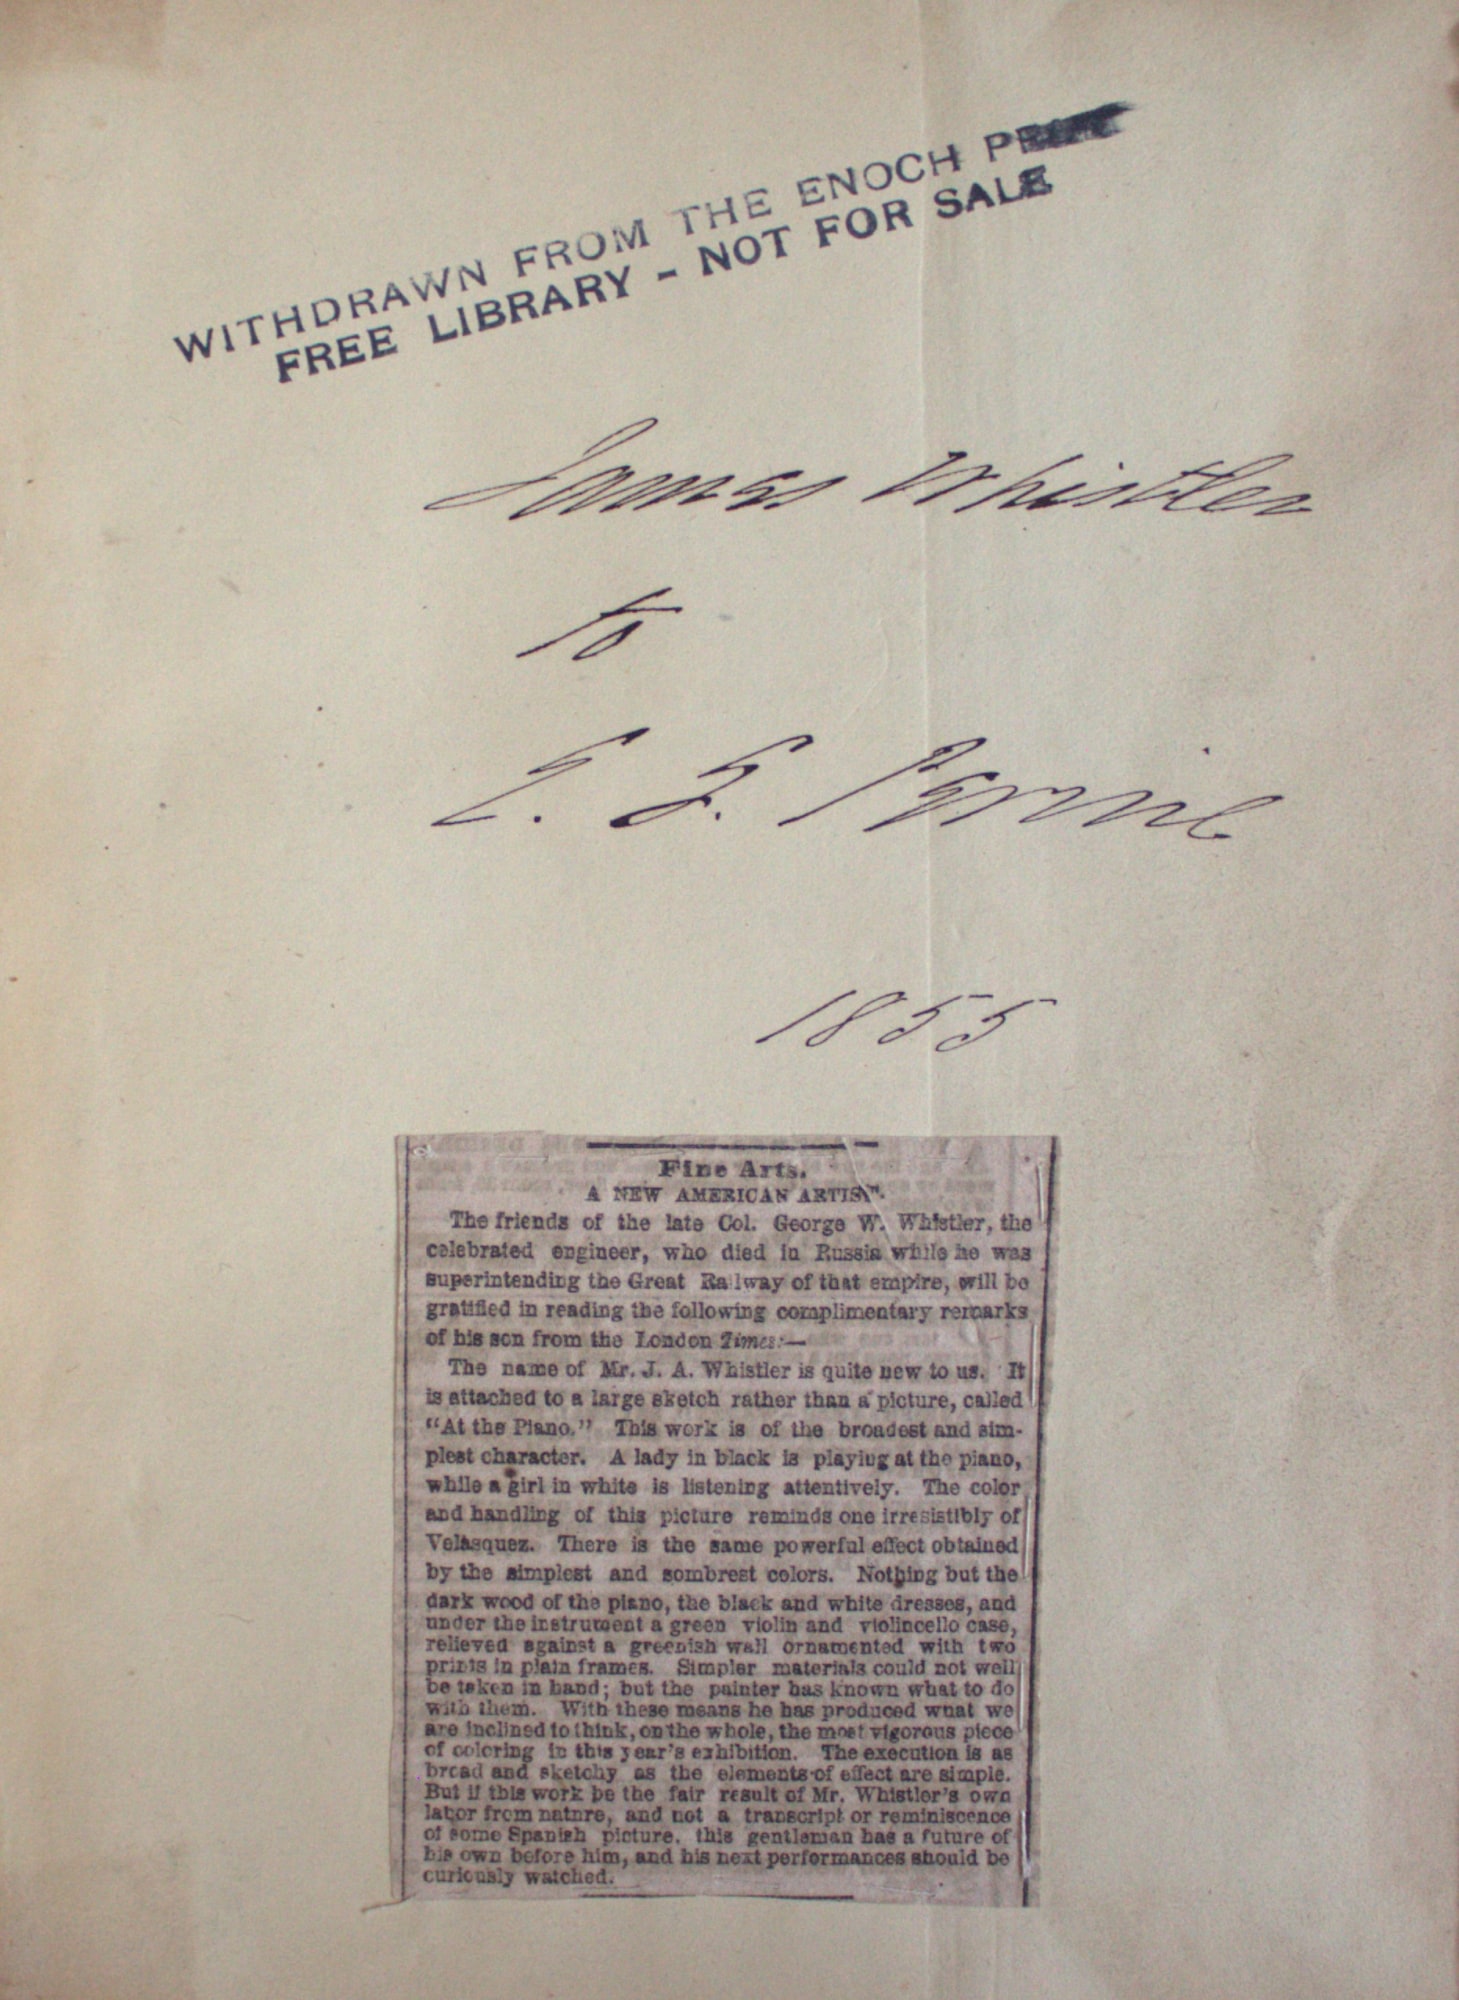 WITHDRAWN FROM THE ENOCH
FREE LIBRARY - NOT FOR SALE
James Whistler
to
1855
Fine Arts.
A NEW AMERICAN ARTIST.
The friends of the late Col. George W. Whistler, the
celebrated engineer, who died in Russia while he was
superintending the Great Railway of that empire, will be
gratified in reading the following complimentary remarks
of his son from the London Times:—
The name of Mr. J. A. Whistler is quite new to us. It
is attached to a large sketch rather than a picture, called
“At the Piano.” This work is of the broadest and sim-
plest character. A lady in black is playing at the piano,
while a girl in white is listening attentively. The color
and handling of this picture reminds one irresistibly of
Velasquez. There is the same powerful effect obtained
by the simplest and sombrest colors. Nothing but the
dark wood of the piano, the black and white dresses, and
under the instrument a green violin and violincello case,
relieved against a greenish wall ornamented with two
prints in plain frames. Simpler materials could not well
be taken in hand; but the painter has known what to do
with them. With these means he has produced what we
are inclined to think, on the whole, the most vigorous piece
of coloring in this year's exhibition. The execution is as
broad and sketchy as the elements of effect are simple.
But if this work be the fair result of Mr. Whistler's own
labor from nature, and not a transcript or reminiscence
of some Spanish picture, this gentleman has a future of
his own before him, and his next performances should be
curiously watched.